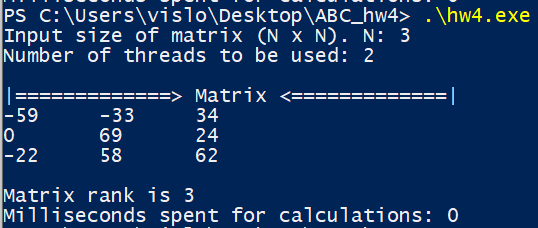 Milliseconds spent for calculations: 0
PS C:\Users\vislo\Desktop\ABC_hw4> .\hw4.exe
Input size of matrix (N x N). N: 3
Number of threads to be used: 2
|=============> Matrix <=============|
-59 -33 34
0 69 24
-22 58 62
Matrix rank is 3
Milliseconds spent for calculations: 0